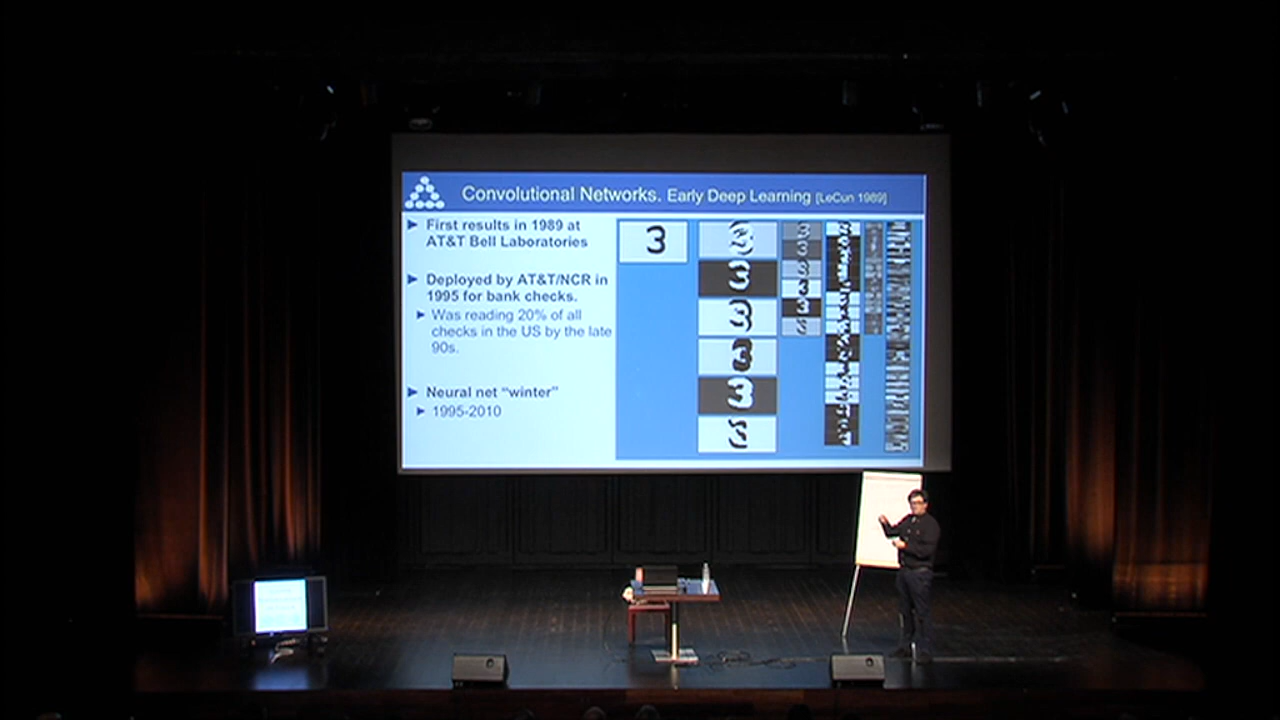 Convolutional Networks. Early Deep Learning [LeCun 1989]
First results in 1989 at
AT&T Bell Laboratories
Deployed by AT&T/NCR in
1995 for bank checks.
Was reading 20% of all
checks in the US by the late
90s.
Neural net “winter”
1995-2010
3